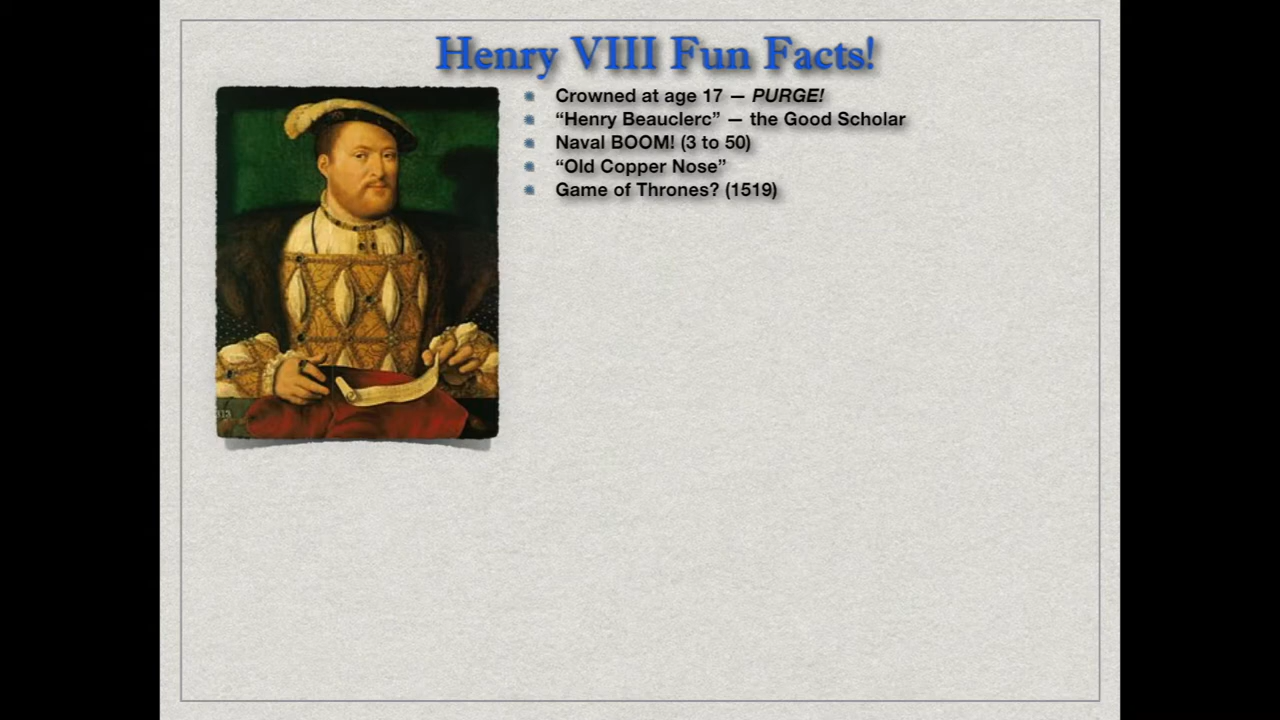 Henry VIII Fun Facts!
Crowned at age 17 — PURGE!
“Henry Beauclerc” — the Good Scholar
Naval BOOM! (3 to 50)
“Old Copper Nose”
Game of Thrones? (1519)